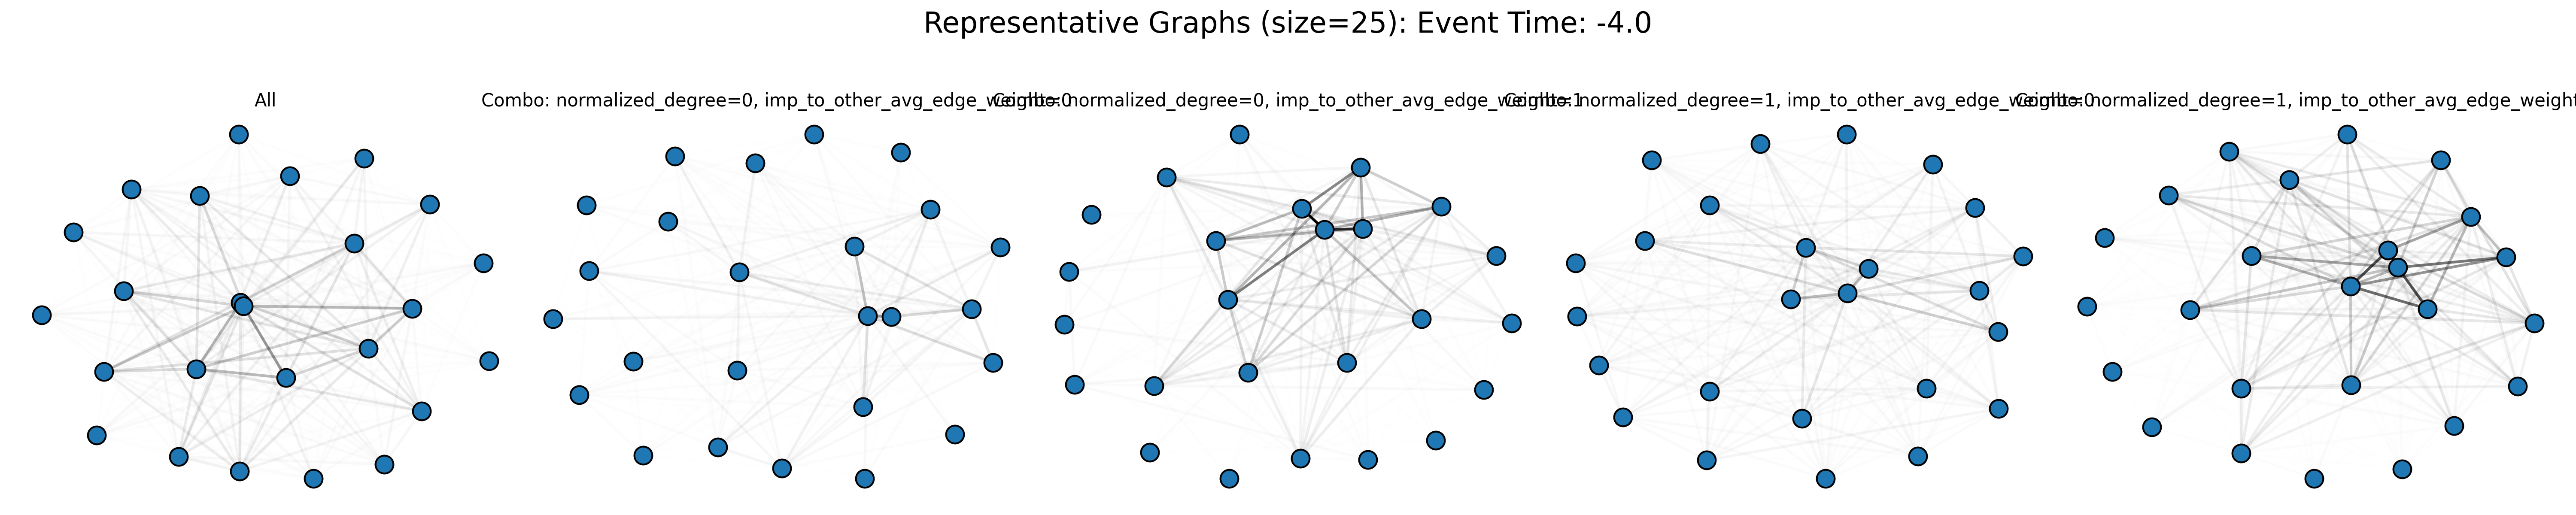 Representative Graphs (size=25): Event Time: -4.0
All
Combo: normalized_degree=0, imp_to_other_avg_edge_weight=0
Combo: normalized_degree=0, imp_to_other_avg_edge_weight=1
Combo: normalized_degree=1, imp_to_other_avg_edge_weight=0
Combo: normalized_degree=1, imp_to_other_avg_edge_weight